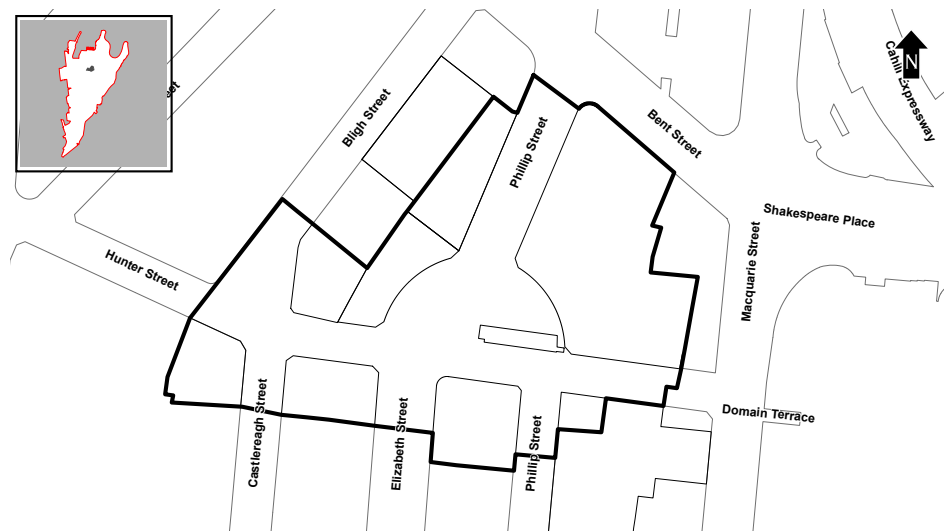 N
Cahill Expressway
Bligh Street
Phillip Street
Bent Street
Shakespeare Place
Macquarie Street
Hunter Street
Domain Terrace
Castlereagh Street
Elizabeth Street
Phillip Street